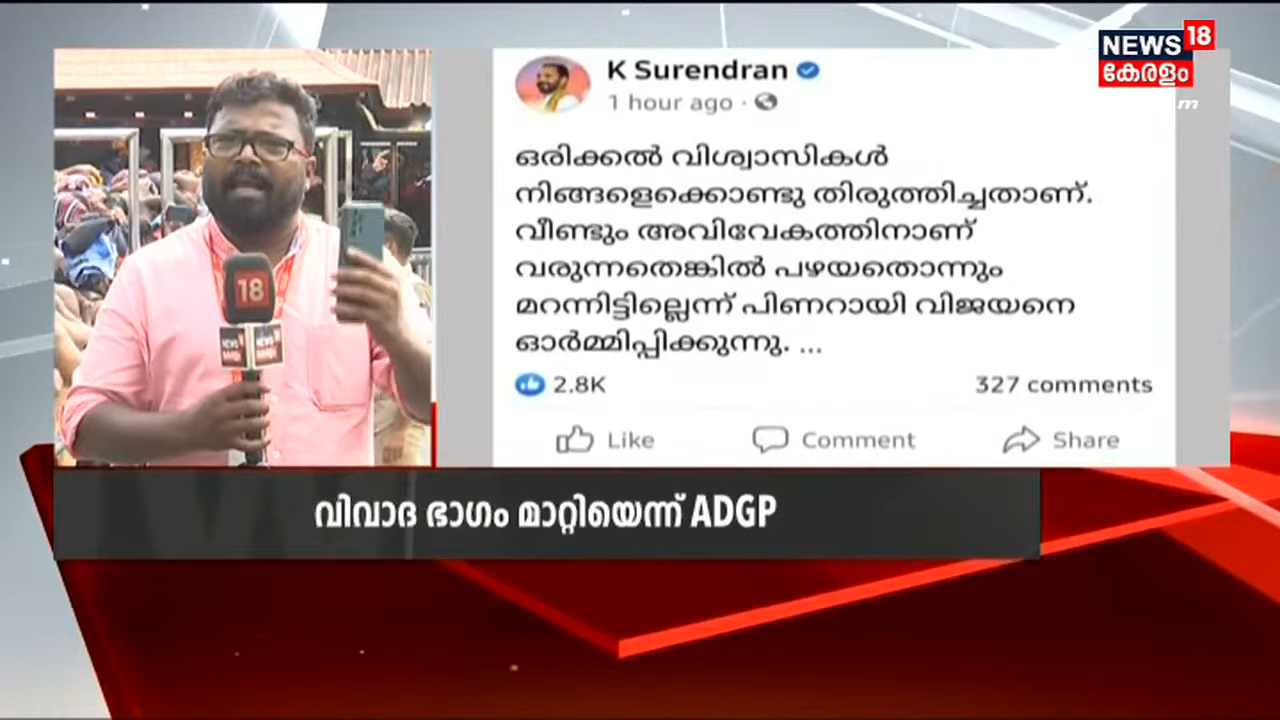 NEWS 18
കേരളം
m
K Surendran
1 hour ago ·
ഒരിക്കൽ വിശ്വാസികൾ
നിങ്ങളെക്കൊണ്ടു തിരുത്തിച്ചതാണ്.
വീണ്ടും അവിവേകത്തിനാണ്
വരുന്നതെങ്കിൽ പഴയതൊന്നും
മറന്നിട്ടില്ലെന്ന് പിണറായി വിജയനെ
ഓർമ്മിപ്പിക്കുന്നു. ...
2.8K 327 comments
Like Comment Share
18
വിവാദ ഭാഗം മാറ്റിയെന്ന് ADGP